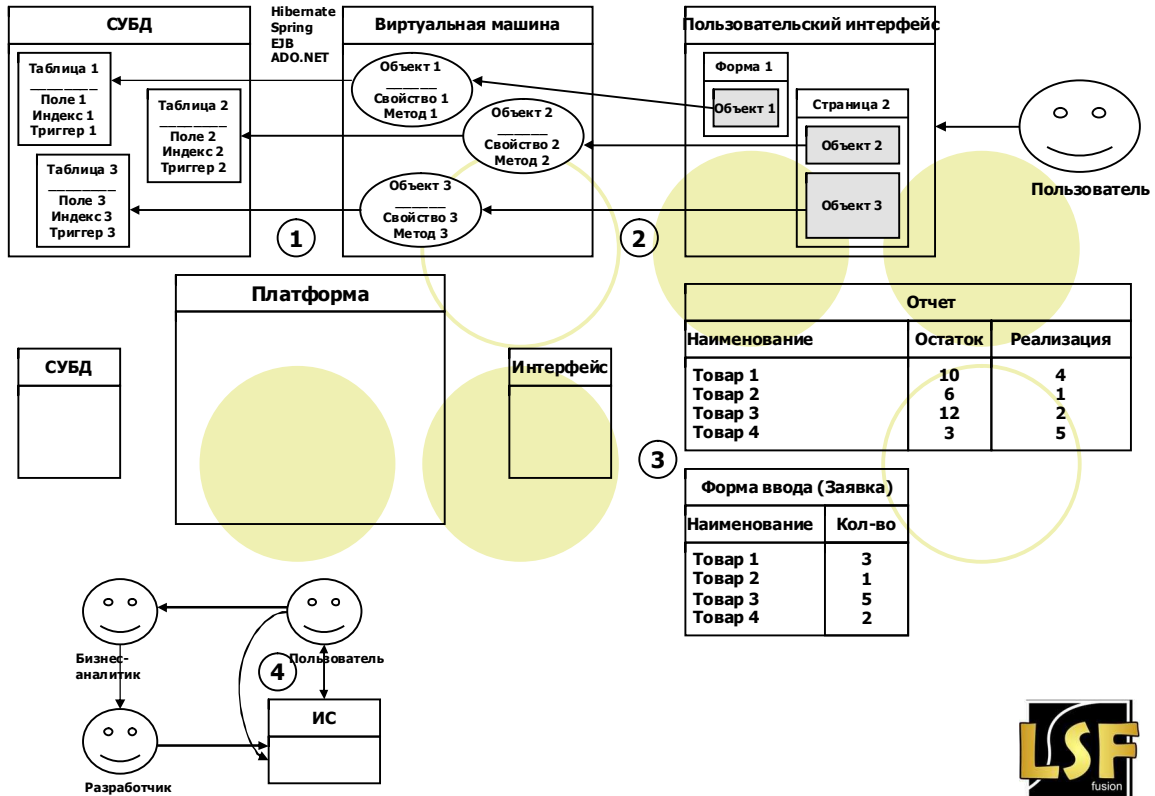 СУБД
Таблица 1
________
Поле 1
Индекс 1
Триггер 1
Таблица 2
________
Поле 2
Индекс 2
Триггер 2
Таблица 3
________
Поле 3
Индекс 3
Триггер 3
Hibernate
Spring
EJB
ADO.NET
1
Виртуальная машина
Объект 1
______
Свойство 1
Метод 1
Объект 2
______
Свойство 2
Метод 2
Объект 3
______
Свойство 3
Метод 3
2
Пользовательский интерфейс
Форма 1
Объект 1
Страница 2
Объект 2
Объект 3
Пользователь
СУБД
Платформа
Интерфейс
3
Отчет
Наименование Остаток Реализация
Товар 1 10 4
Товар 2 6 1
Товар 3 12 2
Товар 4 3 5
Форма ввода (Заявка)
Наименование Кол-во
Товар 1 3
Товар 2 1
Товар 3 5
Товар 4 2
Бизнес-
аналитик
4
Пользователь
ИС
Разработчик
LSF
fusion